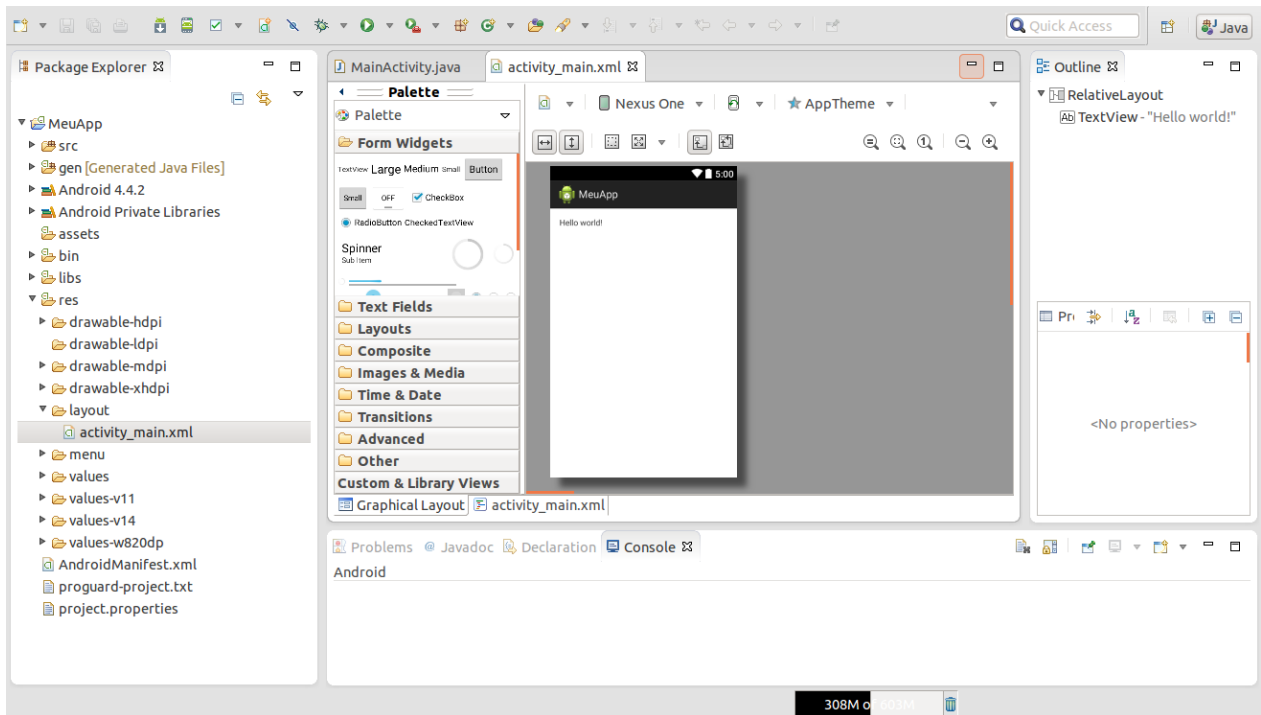 Quick Access
Java
Package Explorer
MeuApp
src
gen [Generated Java Files]
Android 4.4.2
Android Private Libraries
assets
bin
libs
res
drawable-hdpi
drawable-ldpi
drawable-mdpi
drawable-xhdpi
layout
activity_main.xml
menu
values
values-v11
values-v14
values-w820dp
AndroidManifest.xml
proguard-project.txt
project.properties
MainActivity.java
activity_main.xml
Palette
Palette
Form Widgets
TextView Large Medium Small Button
Small OFF CheckBox
RadioButton CheckedTextView
Spinner
Sub Item
Text Fields
Layouts
Composite
Images & Media
Time & Date
Transitions
Advanced
Other
Custom & Library Views
Nexus One
AppTheme
5:00
MeuApp
Hello world!
Graphical Layout
activity_main.xml
Outline
RelativeLayout
Ab TextView - "Hello world!"
Pr
<No properties>
Problems
@ Javadoc
Declaration
Console
Android
308M of 603M